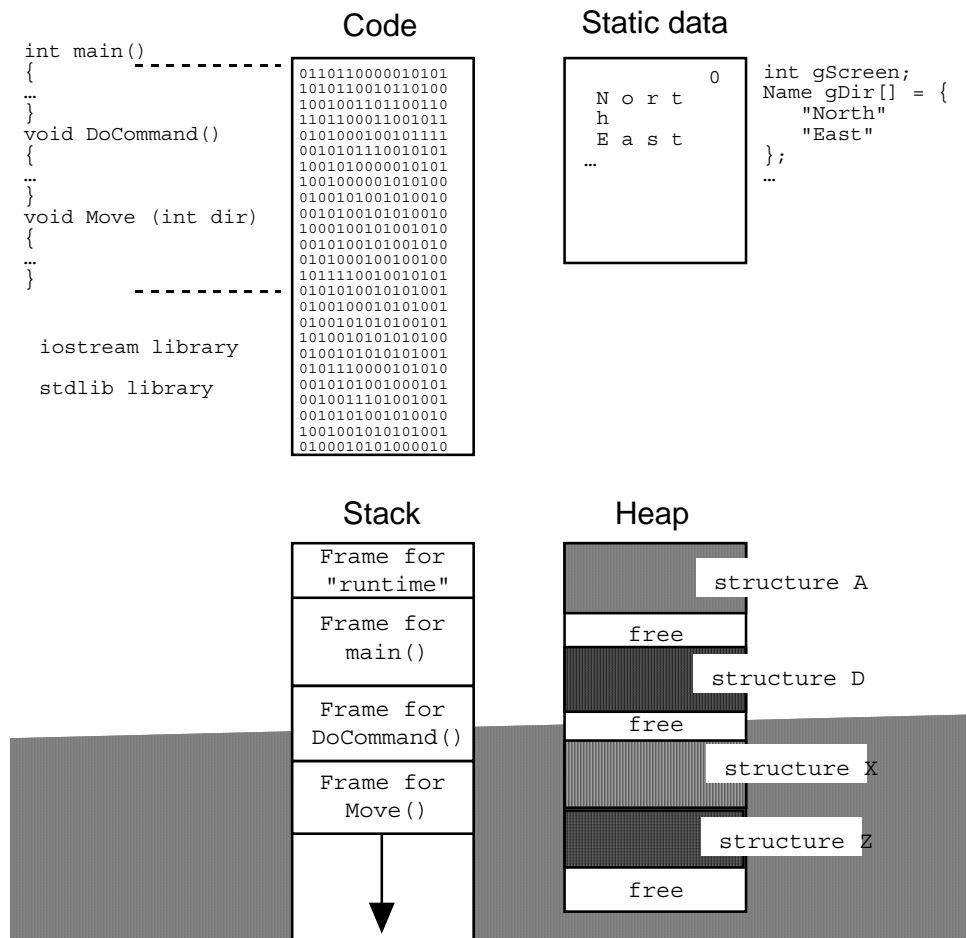 Code
Static data
int main()
{
…
}
void DoCommand()
{
…
}
void Move (int dir)
{
…
}
iostream library
stdlib library
0110110000010101
1010110010110100
1001001101100110
1101100011001011
0101000100101111
0010101110010101
1001010000010101
1001000001010100
0100101001010010
0010100101010010
1000100101001010
0010100101001010
0101000100100100
1011110010010101
0101010010101001
0100100010101001
0100101010100101
1010010101010100
0100101010101001
0101110000101010
0010101001000101
0010011101001001
0010101001010010
1001001010101001
0100010101000010
0
N o r t
h
E a s t
…
int gScreen;
Name gDir[] = {
"North"
"East"
};
…
Stack
Heap
Frame for
"runtime"
Frame for
main()
Frame for
DoCommand()
Frame for
Move()
structure A
free
structure D
free
structure X
structure Z
free